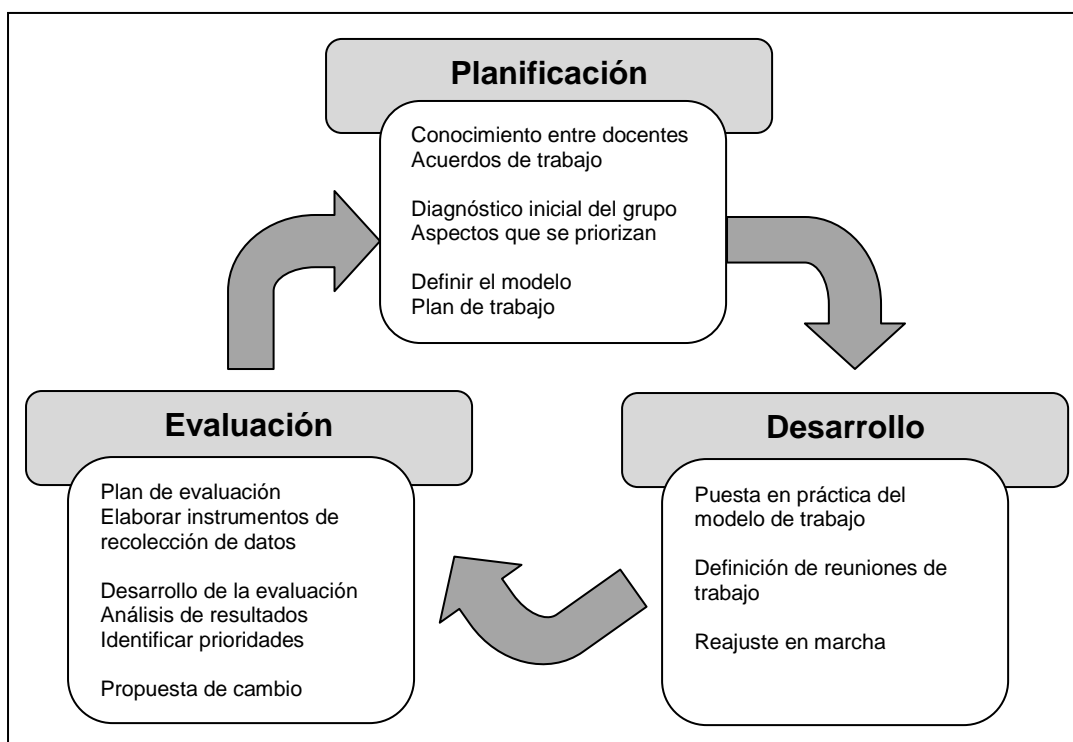 Planificación
Conocimiento entre docentes
Acuerdos de trabajo
Diagnóstico inicial del grupo
Aspectos que se priorizan
Definir el modelo
Plan de trabajo
Evaluación
Plan de evaluación
Elaborar instrumentos de
recolección de datos
Desarrollo de la evaluación
Análisis de resultados
Identificar prioridades
Propuesta de cambio
Desarrollo
Puesta en práctica del
modelo de trabajo
Definición de reuniones de
trabajo
Reajuste en marcha